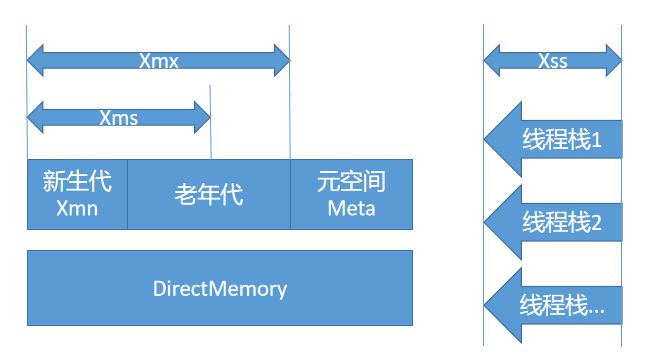 Xmx
Xms
新生代
Xmn
老年代
元空间
Meta
DirectMemory
Xss
线程栈1
线程栈2
线程栈...